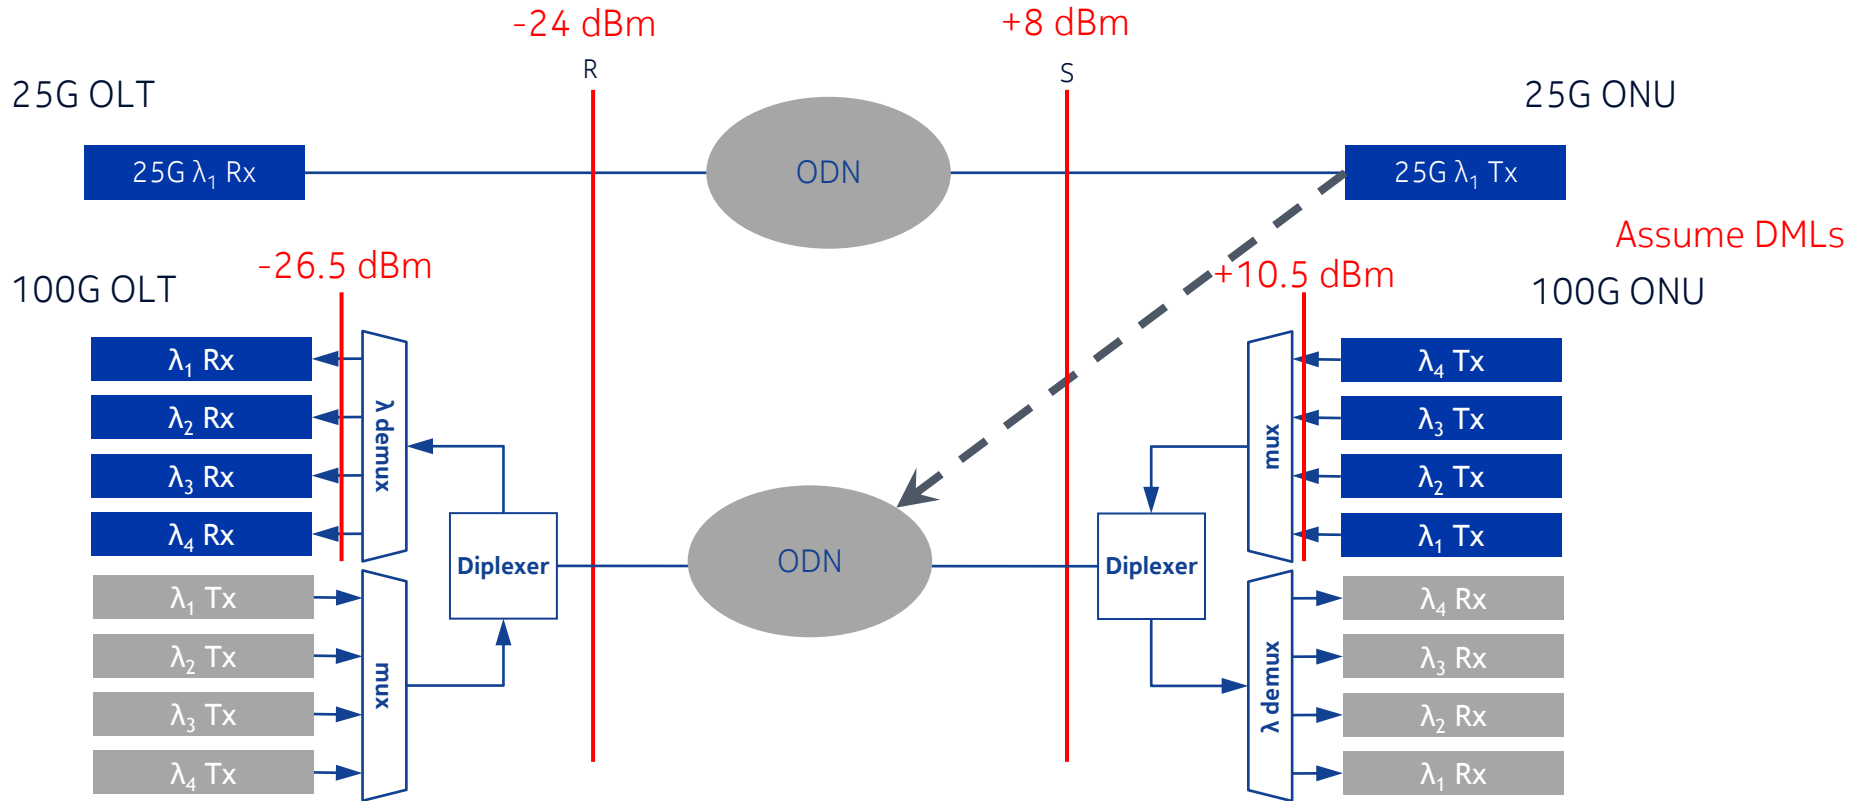 -24 dBm
+8 dBm
R
S
25G OLT
25G ONU
25G λ1 Rx
ODN
25G λ1 Tx
Assume DMLs
-26.5 dBm
+10.5 dBm
100G OLT
100G ONU
λ1 Rx
λ2 Rx
λ3 Rx
λ4 Rx
λ demux
λ1 Tx
λ2 Tx
λ3 Tx
λ4 Tx
mux
Diplexer
ODN
Diplexer
mux
λ4 Tx
λ3 Tx
λ2 Tx
λ1 Tx
λ demux
λ4 Rx
λ3 Rx
λ2 Rx
λ1 Rx